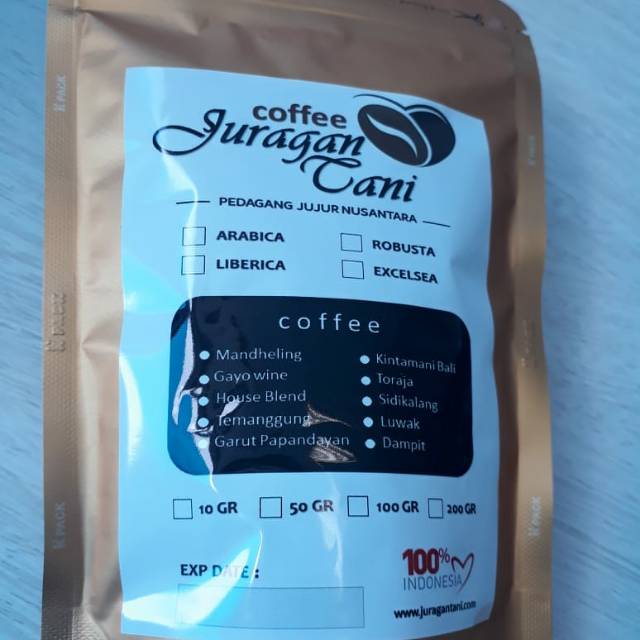 coffee
Juragan
Tani
PEDAGANG JUJUR NUSANTARA
ARABICA
ROBUSTA
LIBERICA
EXCELSEA
coffee
Mandheling
Kintamani Bali
Gayo wine
Toraja
House Blend
Sidikalang
Temanggung
Luwak
Garut Papandayan
Dampit
10 GR 50 GR 100 GR 200 GR
EXP DATE :
100%
INDONESIA
www.juragantani.com